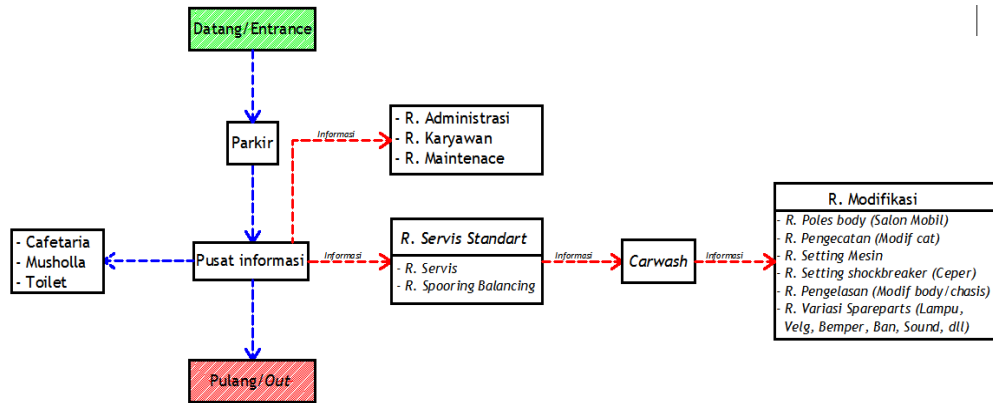 Datang/Entrance
Parkir
Informasi
- R. Administrasi
- R. Karyawan
- R. Maintenace
- Cafetaria
- Musholla
- Toilet
Pusat informasi
Informasi
R. Servis Standart
- R. Servis
- R. Spooring Balancing
Informasi
Carwash
Informasi
R. Modifikasi
- R. Poles body (Salon Mobil)
- R. Pengecatan (Modif cat)
- R. Setting Mesin
- R. Setting shockbreaker (Ceper)
- R. Pengelasan (Modif body/chasis)
- R. Variasi Spareparts (Lampu,
Velg, Bemper, Ban, Sound, dll)
Pulang/Out